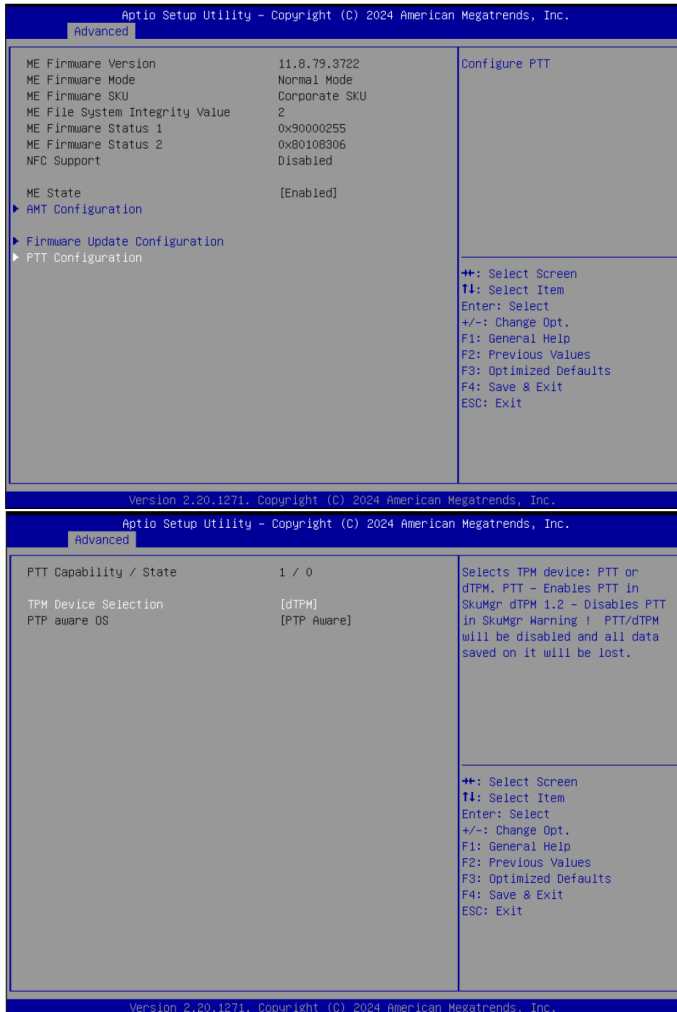 Aptio Setup Utility – Copyright (C) 2024 American Megatrends, Inc.
Advanced
ME Firmware Version 11.8.79.3722
ME Firmware Mode Normal Mode
ME Firmware SKU Corporate SKU
ME File System Integrity Value 2
ME Firmware Status 1 0x90000255
ME Firmware Status 2 0x80108306
NFC Support Disabled
ME State [Enabled]
AMT Configuration
Firmware Update Configuration
PTT Configuration
Configure PTT
→←: Select Screen
↑↓: Select Item
Enter: Select
+/-: Change Opt.
F1: General Help
F2: Previous Values
F3: Optimized Defaults
F4: Save & Exit
ESC: Exit
Version 2.20.1271. Copyright (C) 2024 American Megatrends, Inc.
Aptio Setup Utility – Copyright (C) 2024 American Megatrends, Inc.
Advanced
PTT Capability / State 1 / 0
TPM Device Selection [dTPM]
PTP aware OS [PTP Aware]
Selects TPM device: PTT or
dTPM. PTT - Enables PTT in
SkuMgr dTPM 1.2 - Disables PTT
in SkuMgr Warning ! PTT/dTPM
will be disabled and all data
saved on it will be lost.
→←: Select Screen
↑↓: Select Item
Enter: Select
+/-: Change Opt.
F1: General Help
F2: Previous Values
F3: Optimized Defaults
F4: Save & Exit
ESC: Exit
Version 2.20.1271. Copyright (C) 2024 American Megatrends, Inc.